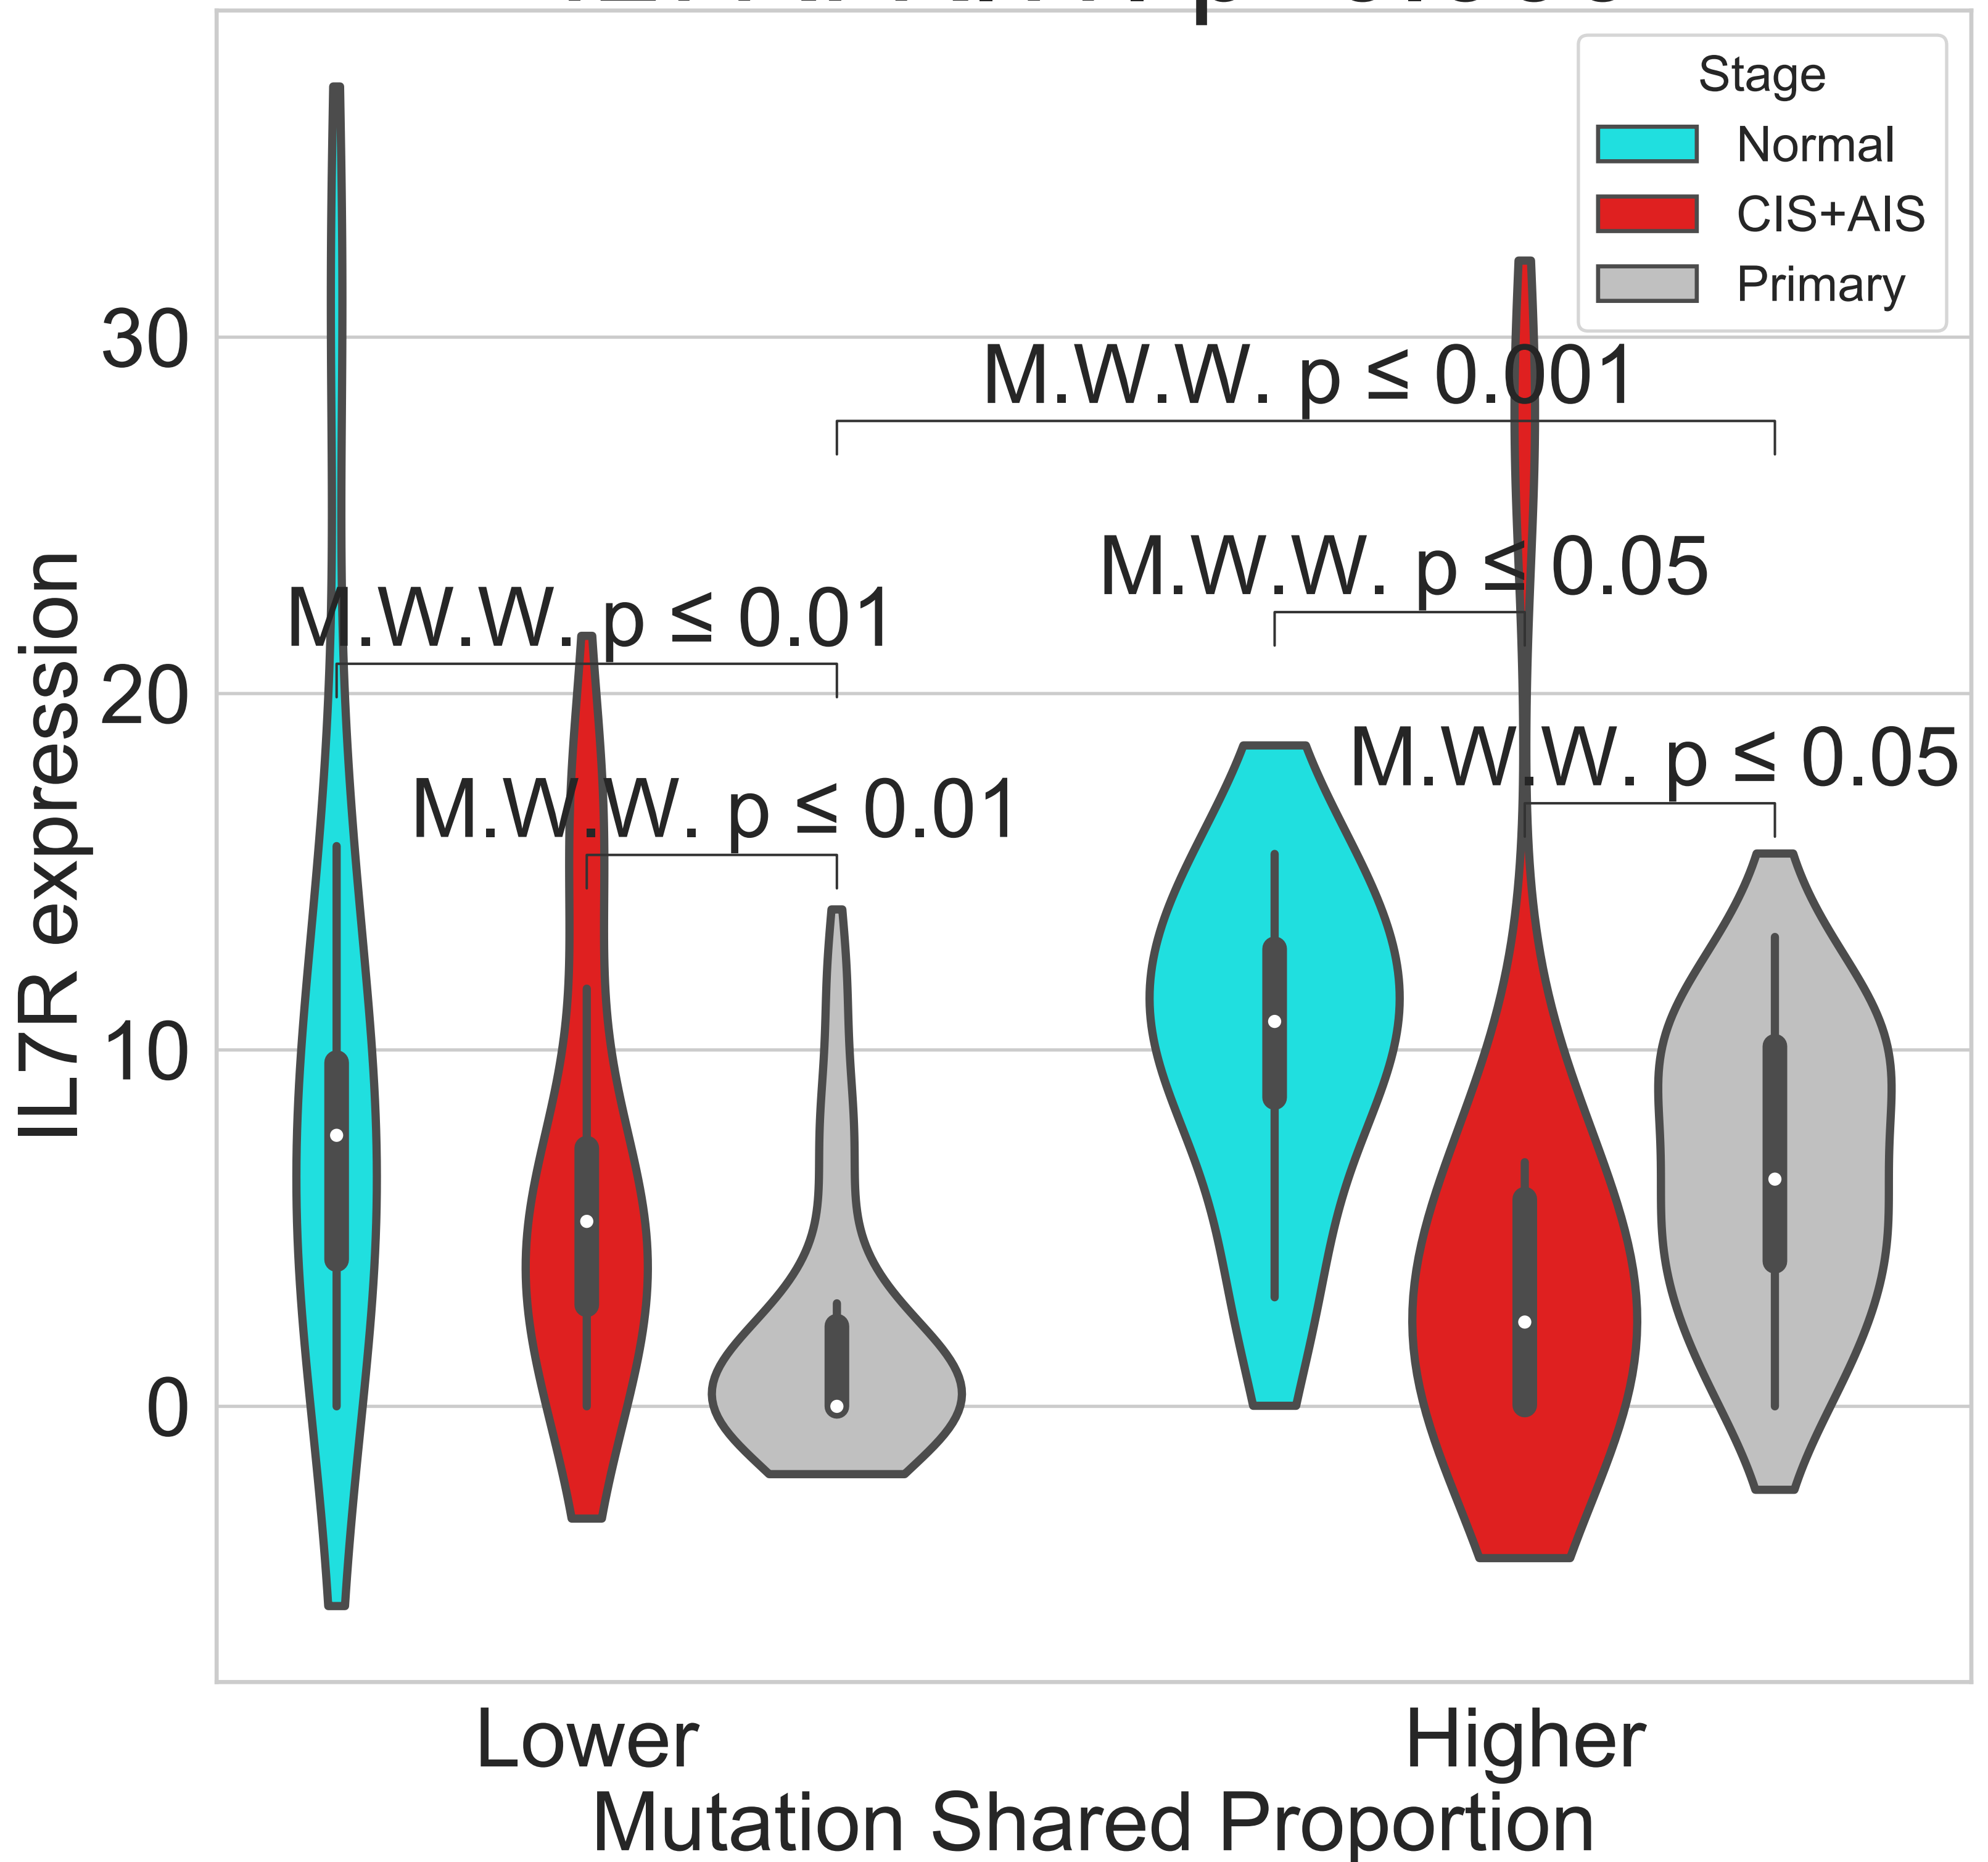 Stage
Normal
CIS+AIS
Primary
30
M.W.W. p ≤ 0.001
M.W.W. p ≤ 0.05
M.W.W. p ≤ 0.01
20
M.W.W. p ≤ 0.05
M.W.W. p ≤ 0.01
10
0
IL7R expression
Lower
Higher
Mutation Shared Proportion